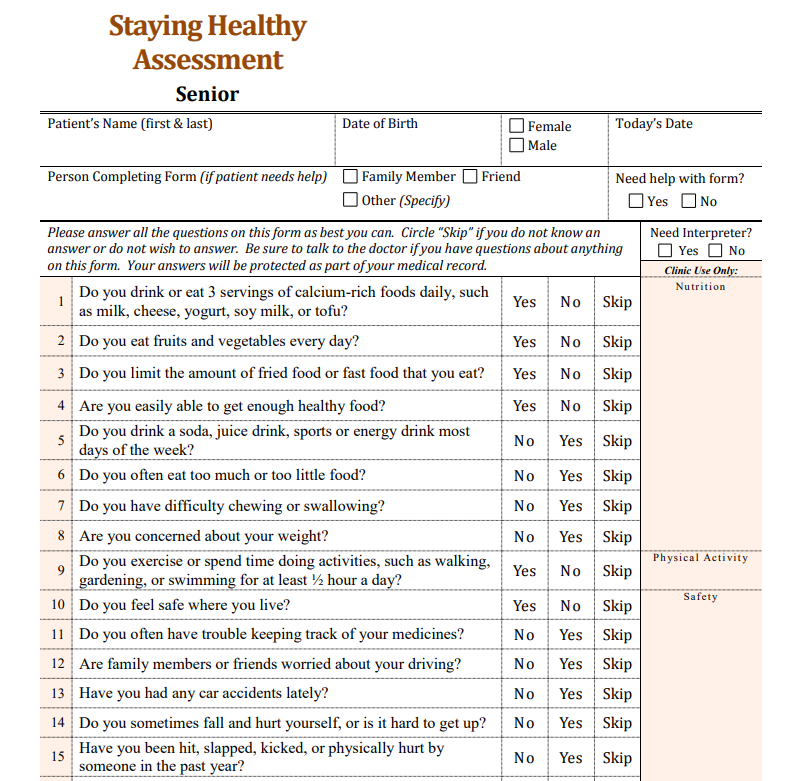 Staying Healthy
Assessment
Senior
Patient's Name (first & last)
Date of Birth
Female
Male
Today's Date
Person Completing Form (if patient needs help)
Family Member
Friend
Other (Specify)
Need help with form?
Yes No
Please answer all the questions on this form as best you can. Circle "Skip" if you do not know an
answer or do not wish to answer. Be sure to talk to the doctor if you have questions about anything
on this form. Your answers will be protected as part of your medical record.
Need Interpreter?
Yes No
Clinic Use Only:
Nutrition
1 Do you drink or eat 3 servings of calcium-rich foods daily, such
as milk, cheese, yogurt, soy milk, or tofu?
Yes No Skip
2 Do you eat fruits and vegetables every day? Yes No Skip
3 Do you limit the amount of fried food or fast food that you eat? Yes No Skip
4 Are you easily able to get enough healthy food? Yes No Skip
5 Do you drink a soda, juice drink, sports or energy drink most
days of the week?
No Yes Skip
6 Do you often eat too much or too little food? No Yes Skip
7 Do you have difficulty chewing or swallowing? No Yes Skip
8 Are you concerned about your weight? No Yes Skip
Physical Activity
9 Do you exercise or spend time doing activities, such as walking,
gardening, or swimming for at least ½ hour a day?
Yes No Skip
Safety
10 Do you feel safe where you live? Yes No Skip
11 Do you often have trouble keeping track of your medicines? No Yes Skip
12 Are family members or friends worried about your driving? No Yes Skip
13 Have you had any car accidents lately? No Yes Skip
14 Do you sometimes fall and hurt yourself, or is it hard to get up? No Yes Skip
15 Have you been hit, slapped, kicked, or physically hurt by
someone in the past year?
No Yes Skip